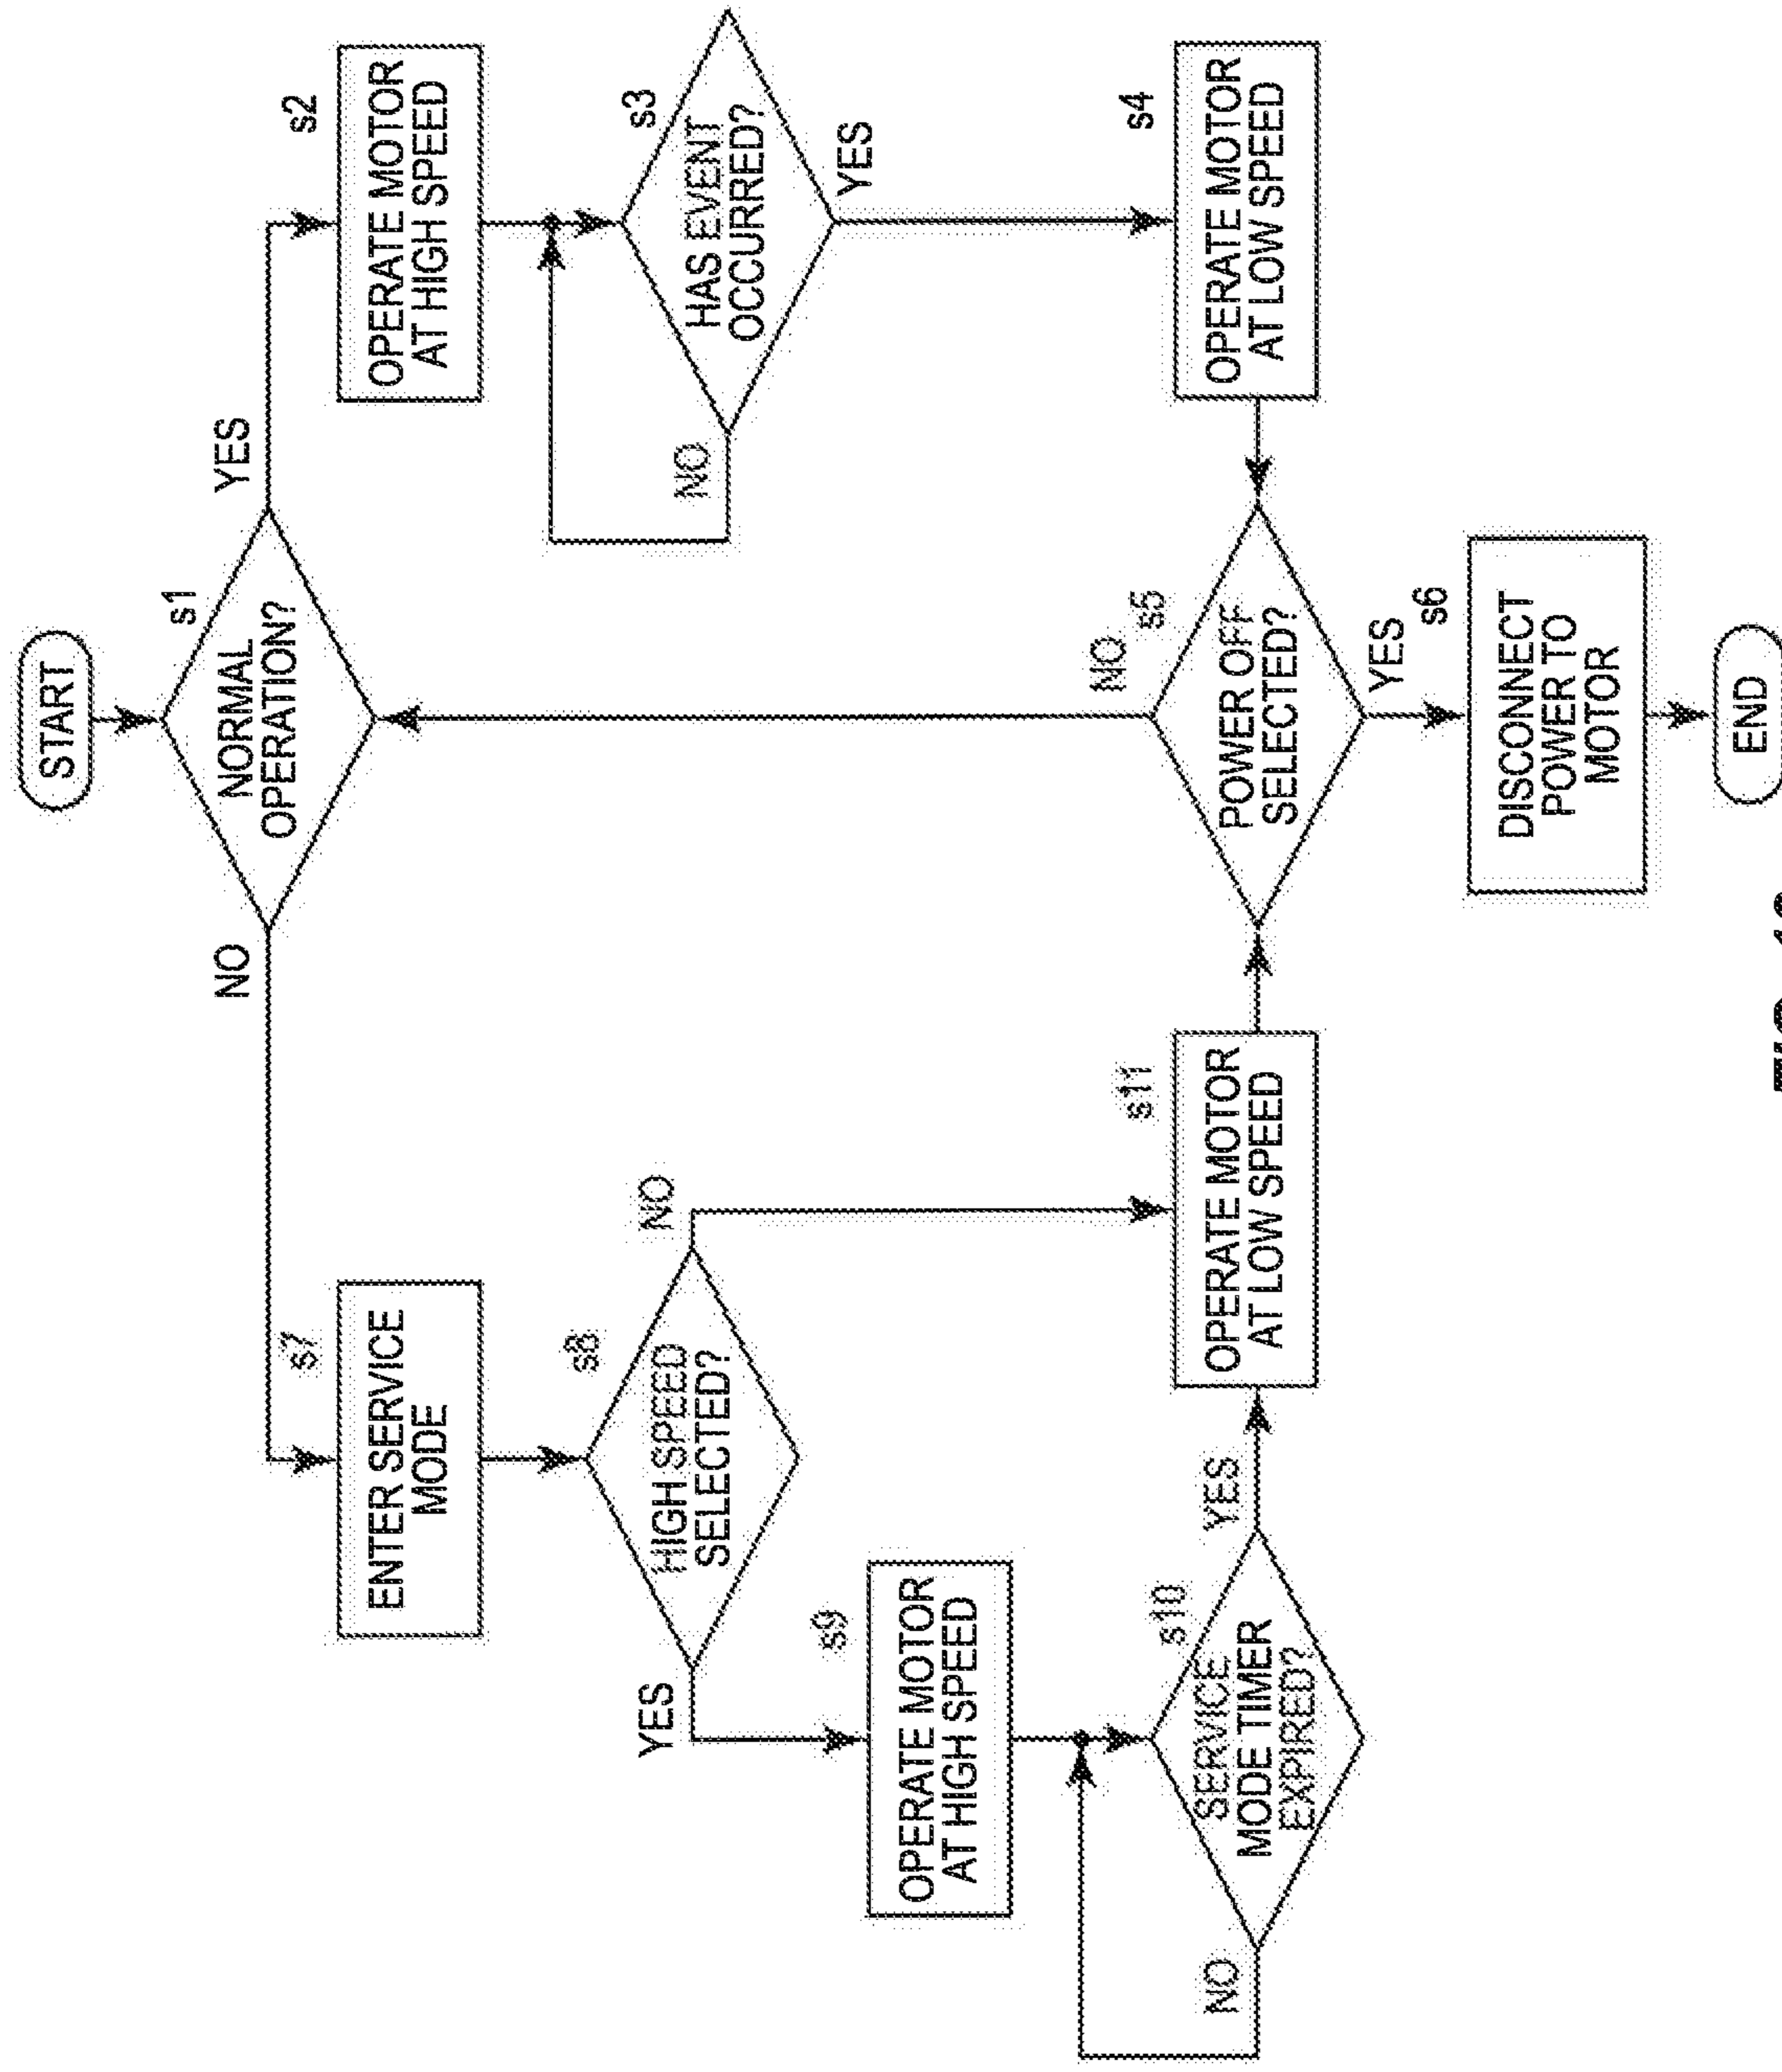 START
s1
NORMAL
OPERATION?
YES
NO
s2
OPERATE MOTOR
AT HIGH SPEED
s3
HAS EVENT
OCCURRED?
NO
YES
s4
OPERATE MOTOR
AT LOW SPEED
NO
s5
POWER OFF
SELECTED?
YES
s6
DISCONNECT
POWER TO
MOTOR
END
s7
ENTER SERVICE
MODE
s8
HIGH SPEED
SELECTED?
NO
YES
s9
OPERATE MOTOR
AT HIGH SPEED
s10
SERVICE
MODE TIMER
EXPIRED?
NO
YES
s11
OPERATE MOTOR
AT LOW SPEED